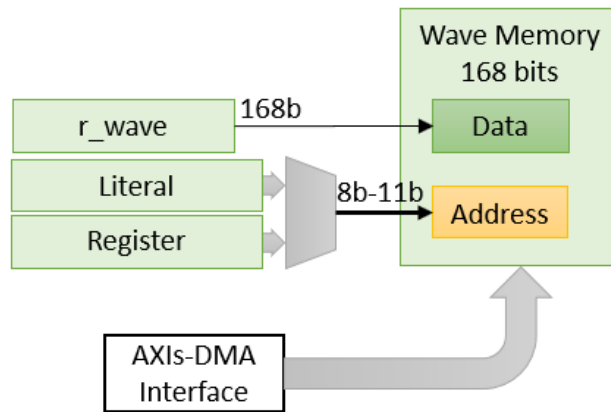 Wave Memory
168 bits
r_wave
168b
Data
Literal
8b-11b
Address
Register
AXIs-DMA
Interface